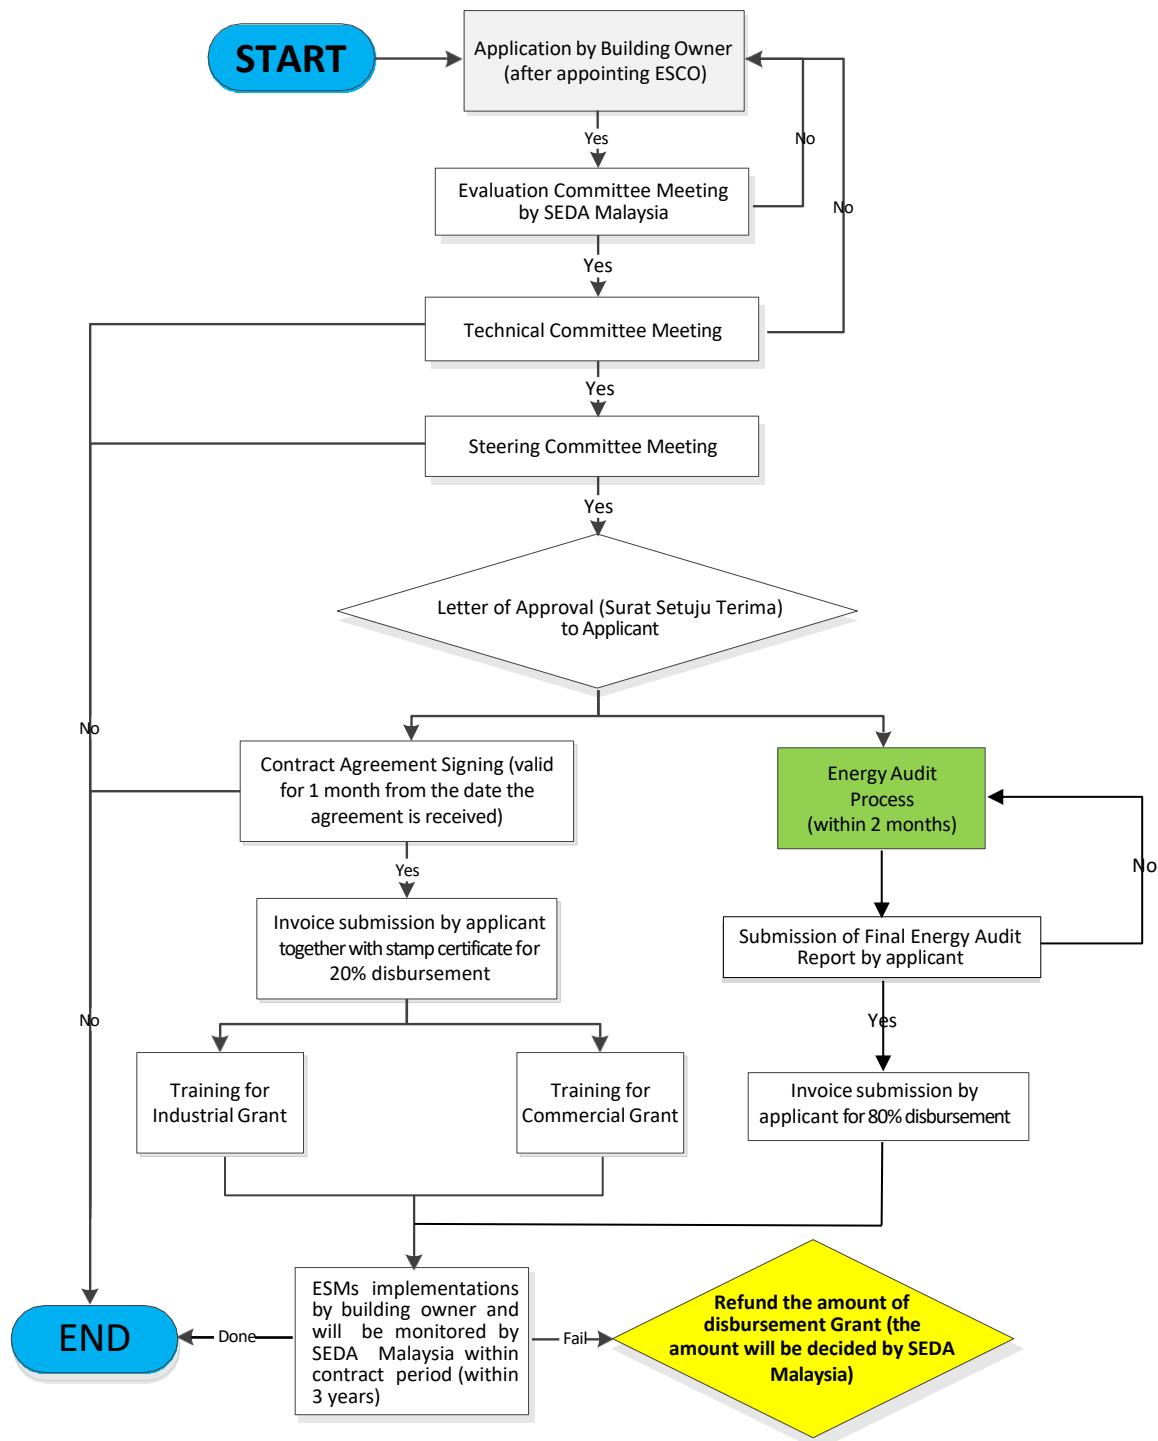 START
Application by Building Owner
(after appointing ESCO)
Yes
No
Evaluation Committee Meeting
by SEDA Malaysia
No
Yes
Technical Committee Meeting
Yes
Steering Committee Meeting
Yes
Letter of Approval (Surat Setuju Terima)
to Applicant
No
Contract Agreement Signing (valid
for 1 month from the date the
agreement is received)
Energy Audit
Process
(within 2 months)
Yes
No
Invoice submission by applicant
together with stamp certificate for
20% disbursement
Submission of Final Energy Audit
Report by applicant
No
Yes
Training for
Industrial Grant
Training for
Commercial Grant
Invoice submission by
applicant for 80% disbursement
END
Done
ESMs implementations
by building owner and
will be monitored by
SEDA Malaysia within
contract period (within
3 years)
Fail
Refund the amount of
disbursement Grant (the
amount will be decided by SEDA
Malaysia)